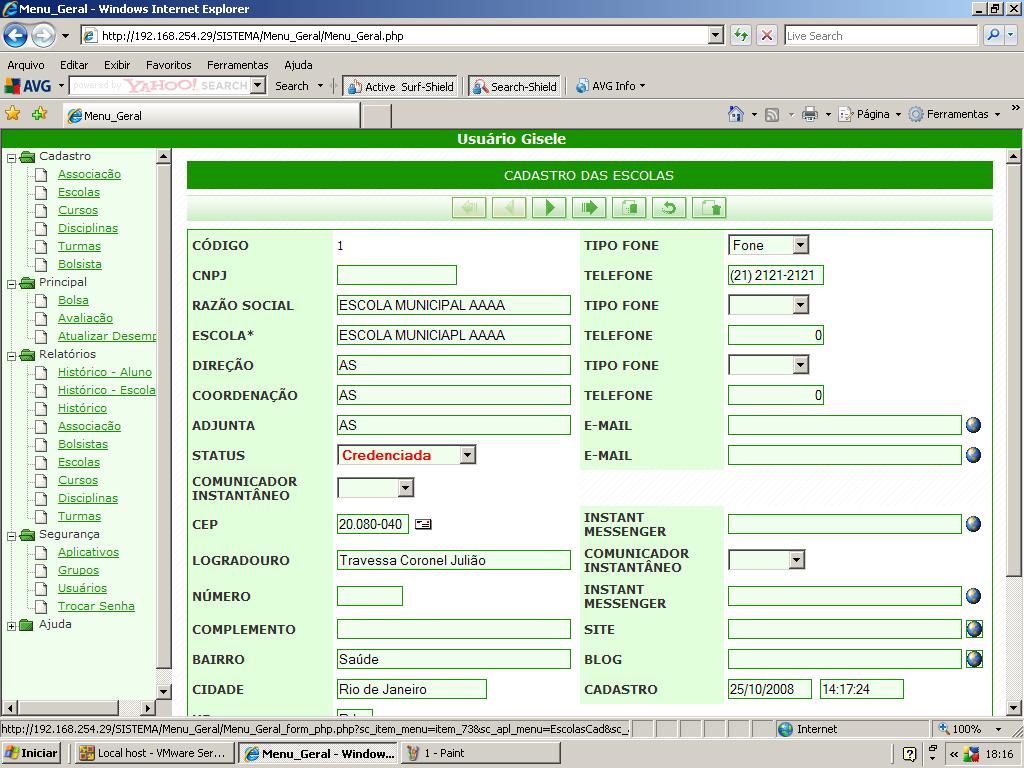 Menu_Geral - Windows Internet Explorer
http://192.168.254.29/SISTEMA/Menu_Geral/Menu_Geral.php
Live Search
Arquivo Editar Exibir Favoritos Ferramentas Ajuda
AVG powered by YAHOO! SEARCH Search Active Surf-Shield Search-Shield AVG Info
Menu_Geral Página Ferramentas
Usuário Gisele
Cadastro
Associação
Escolas
Cursos
Disciplinas
Turmas
Bolsista
Principal
Bolsa
Avaliação
Atualizar Desemp
Relatórios
Histórico - Aluno
Histórico - Escola
Histórico
Associação
Bolsistas
Escolas
Cursos
Disciplinas
Turmas
Segurança
Aplicativos
Grupos
Usuários
Trocar Senha
Ajuda
CADASTRO DAS ESCOLAS
CÓDIGO 1 TIPO FONE Fone
CNPJ TELEFONE (21) 2121-2121
RAZÃO SOCIAL ESCOLA MUNICIPAL AAAA TIPO FONE
ESCOLA* ESCOLA MUNICIAPL AAAA TELEFONE 0
DIREÇÃO AS TIPO FONE
COORDENAÇÃO AS TELEFONE 0
ADJUNTA AS E-MAIL
STATUS Credenciada E-MAIL
COMUNICADOR
INSTANTÂNEO
CEP 20.080-040 INSTANT
MESSENGER
LOGRADOURO Travessa Coronel Julião COMUNICADOR
INSTANTÂNEO
NÚMERO INSTANT
MESSENGER
COMPLEMENTO SITE
BAIRRO Saúde BLOG
CIDADE Rio de Janeiro CADASTRO 25/10/2008 14:17:24
http://192.168.254.29/SISTEMA/Menu_Geral/Menu_Geral_form_php.php?sc_item_menu=item_73&sc_apl_menu=EscolasCad&sc_ Internet 100%
Iniciar Local host - VMware Ser... Menu_Geral - Window... 1 - Paint 18:16